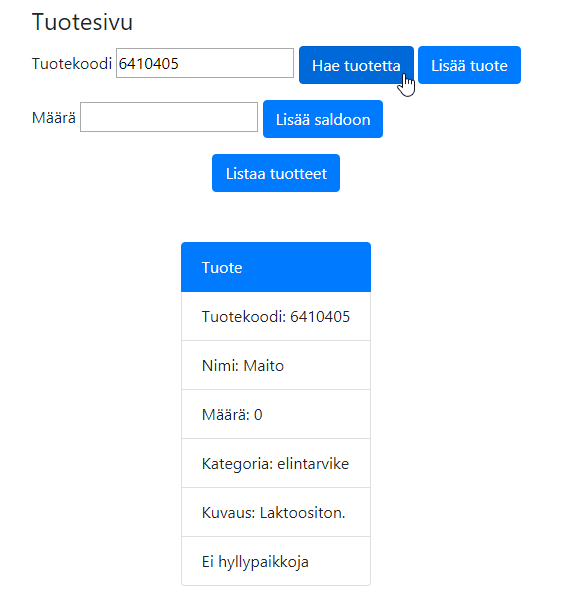 Tuotesivu
Tuotekoodi 6410405 Hae tuotetta Lisää tuote
Määrä Lisää saldoon
Listaa tuotteet
Tuote
Tuotekoodi: 6410405
Nimi: Maito
Määrä: 0
Kategoria: elintarvike
Kuvaus: Laktoositon.
Ei hyllypaikkoja